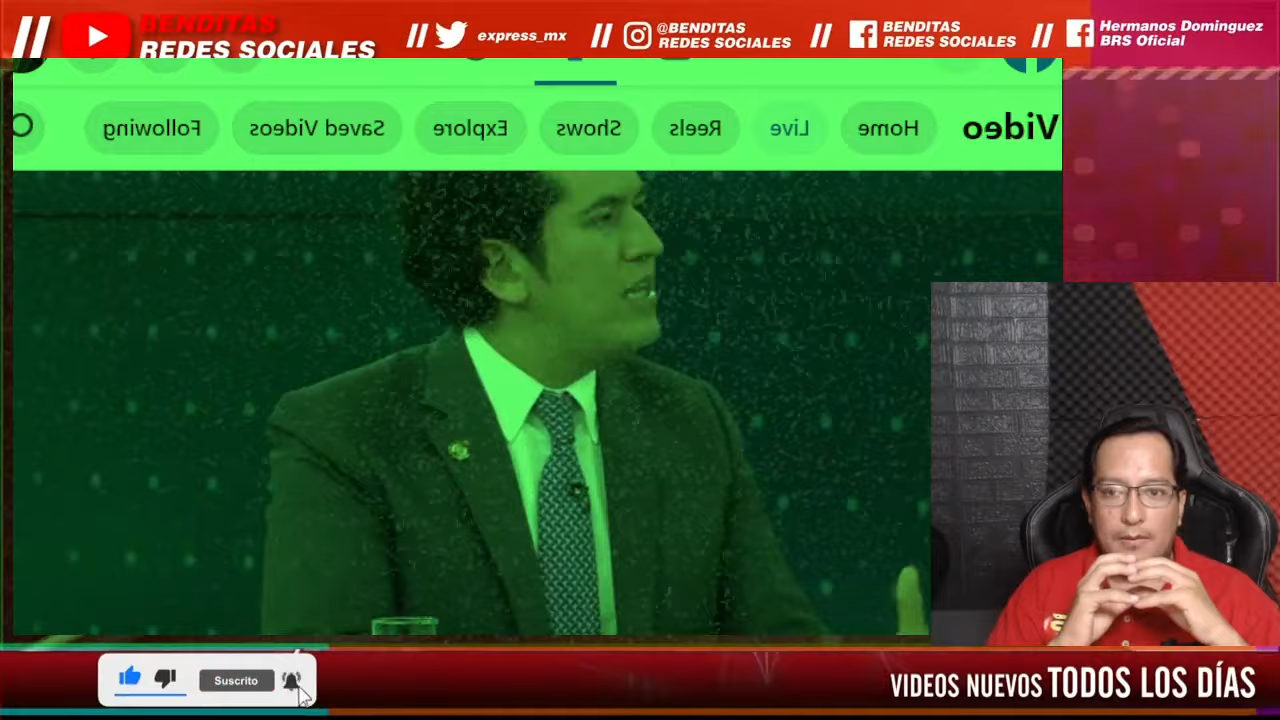 BENDITAS
REDES SOCIALES
express_mx
@BENDITAS
REDES SOCIALES
BENDITAS
REDES SOCIALES
Hermanos Dominguez
BRS Oficial
Following
Saved Videos
Explore
Shows
Reels
Live
Home
Video
Suscrito
VIDEOS NUEVOS TODOS LOS DÍAS